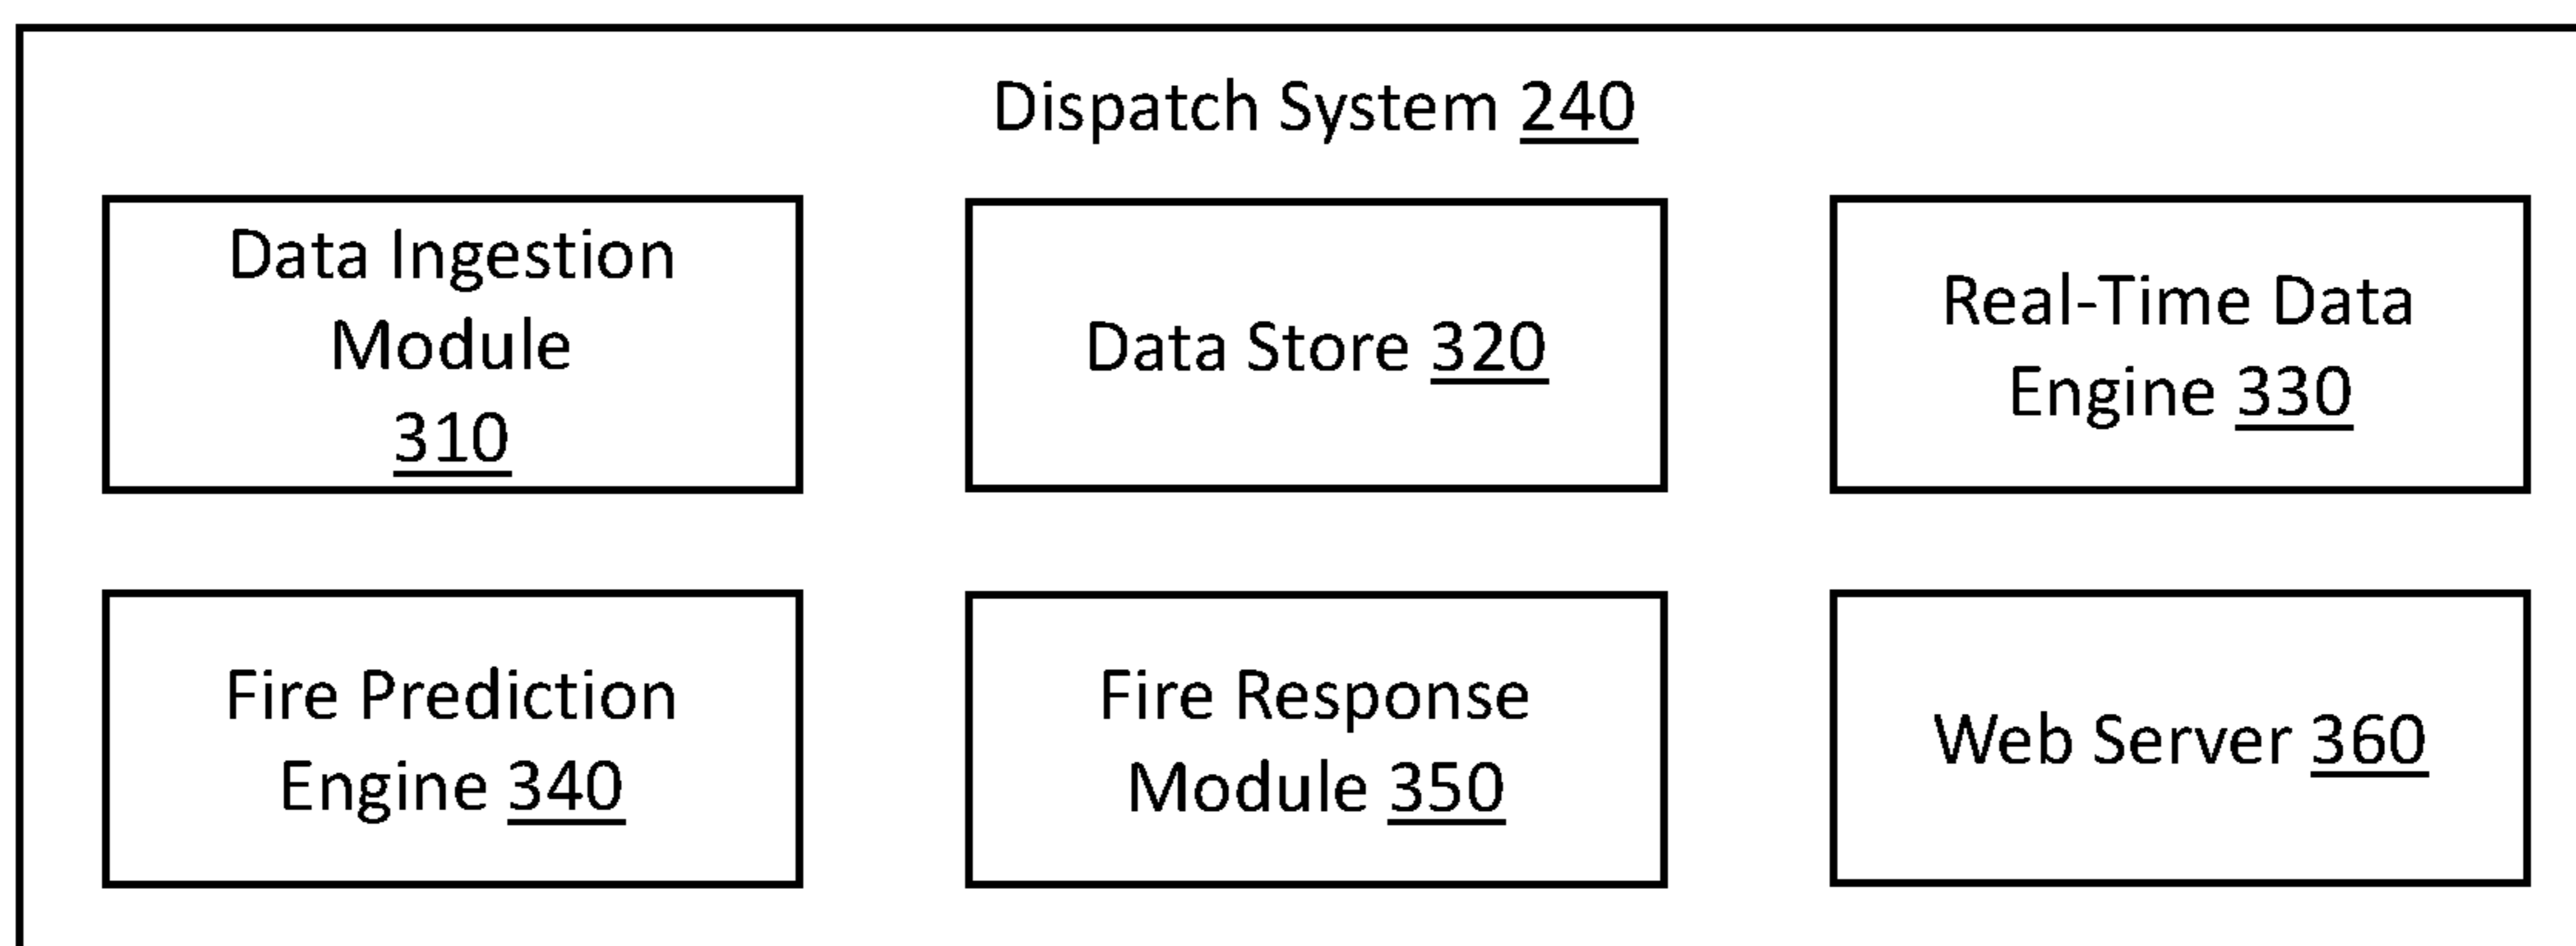 Dispatch System 240
Data Ingestion
Module
310
Data Store 320
Real-Time Data
Engine 330
Fire Prediction
Engine 340
Fire Response
Module 350
Web Server 360